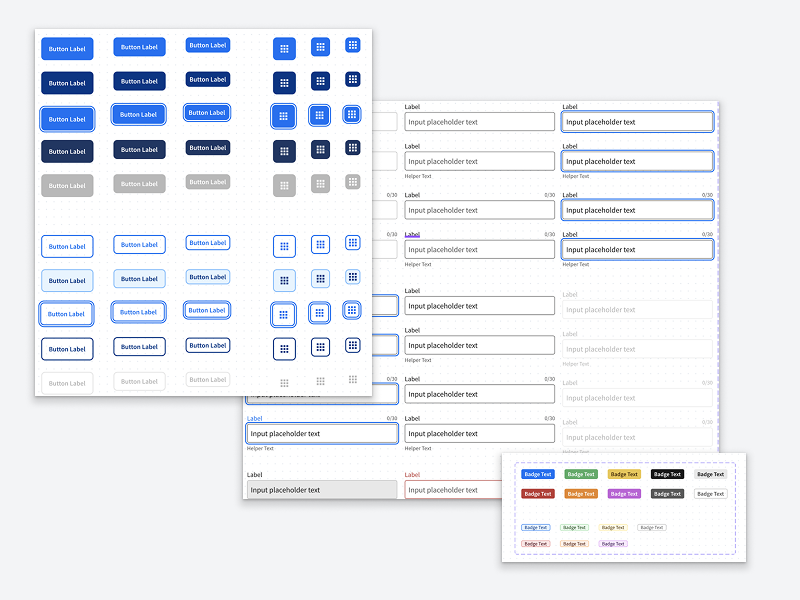 Button Label Button Label Button Label
Button Label Button Label Button Label
Button Label Button Label Button Label
Button Label Button Label Button Label
Button Label Button Label Button Label
Button Label Button Label Button Label
Button Label Button Label Button Label
Button Label Button Label Button Label
Button Label Button Label Button Label
Button Label Button Label Button Label
Label Label
Input placeholder text Input placeholder text
Label Label
Input placeholder text Input placeholder text
Helper Text
Label 0/30 Label 0/30
0/30
Input placeholder text Input placeholder text
Label 0/30 Label 0/30
0/30
Input placeholder text Input placeholder text
Helper Text Helper Text
Label Label
Input placeholder text Input placeholder text
Label Label
Input placeholder text Input placeholder text
Helper Text Helper Text
0/30 Label 0/30 Label 0/30
Input placeholder text Input placeholder text Input placeholder text
Label 0/30 Label 0/30 Label 0/30
Input placeholder text Input placeholder text Input placeholder text
Helper Text Helper Text
Label Label
Input placeholder text Input placeholder text
Badge Text Badge Text Badge Text Badge Text Badge Text
Badge Text Badge Text Badge Text Badge Text Badge Text
Badge Text Badge Text Badge Text Badge Text
Badge Text Badge Text Badge Text